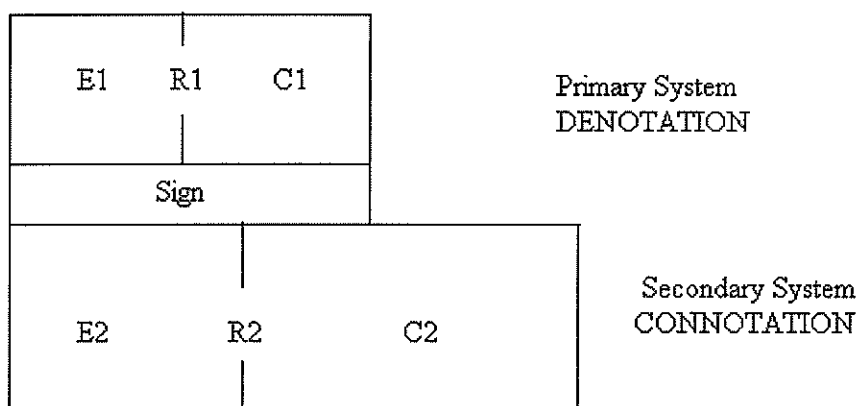 E1 R1 C1
Primary System
DENOTATION
Sign
Secondary System
CONNOTATION
E2 R2 C2